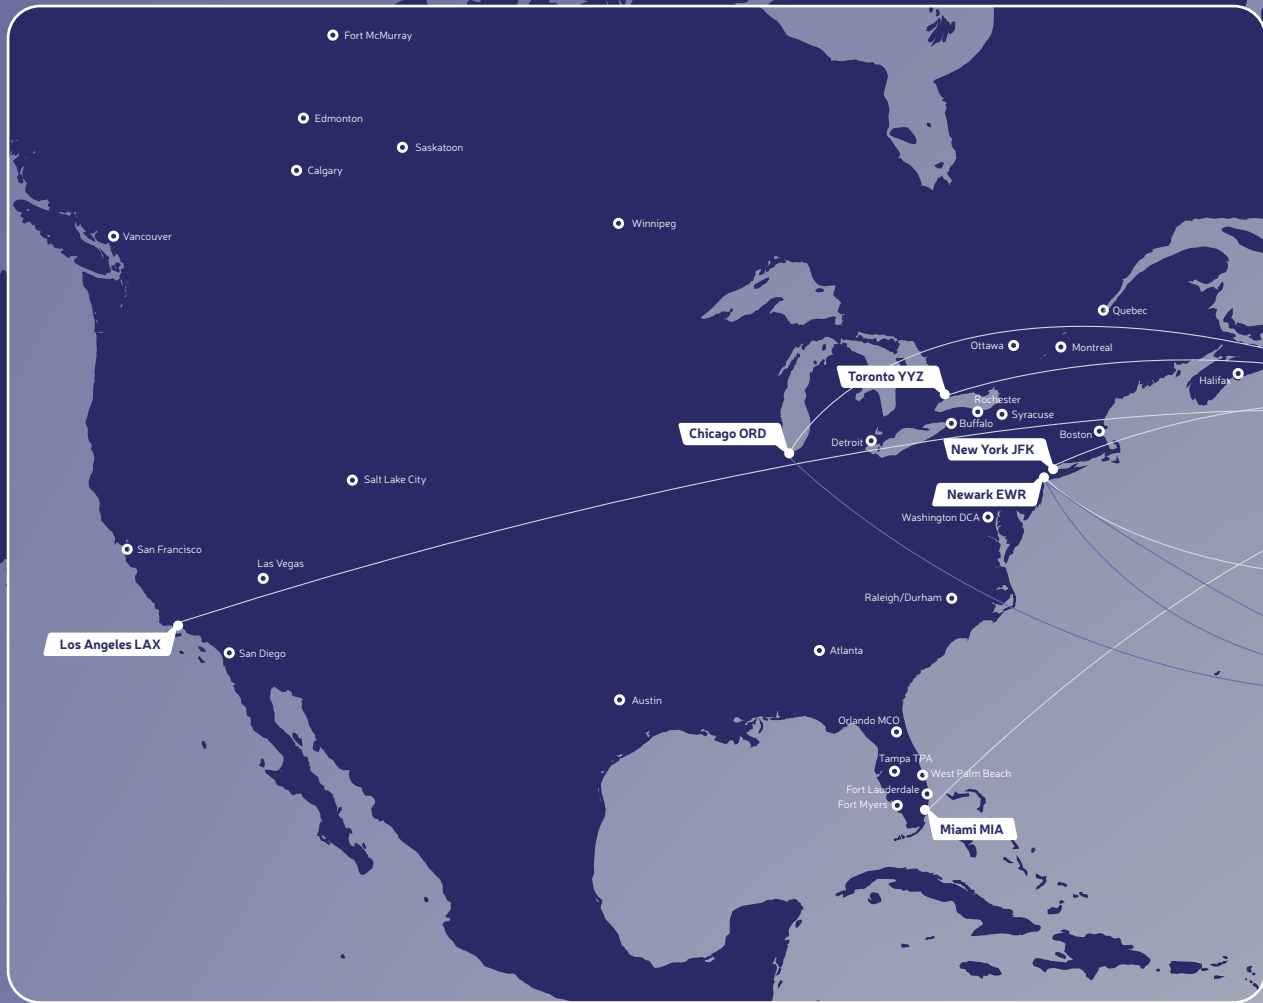 Fort McMurray
Edmonton
Saskatoon
Calgary
Winnipeg
Vancouver
Quebec
Ottawa
Montreal
Toronto YYZ
Halifax
Rochester
Syracuse
Buffalo
Chicago ORD
Boston
Detroit
New York JFK
Salt Lake City
Newark EWR
Washington DCA
San Francisco
Las Vegas
Raleigh/Durham
Los Angeles LAX
San Diego
Atlanta
Austin
Orlando MCO
Tampa TPA
West Palm Beach
Fort Lauderdale
Fort Myers
Miami MIA